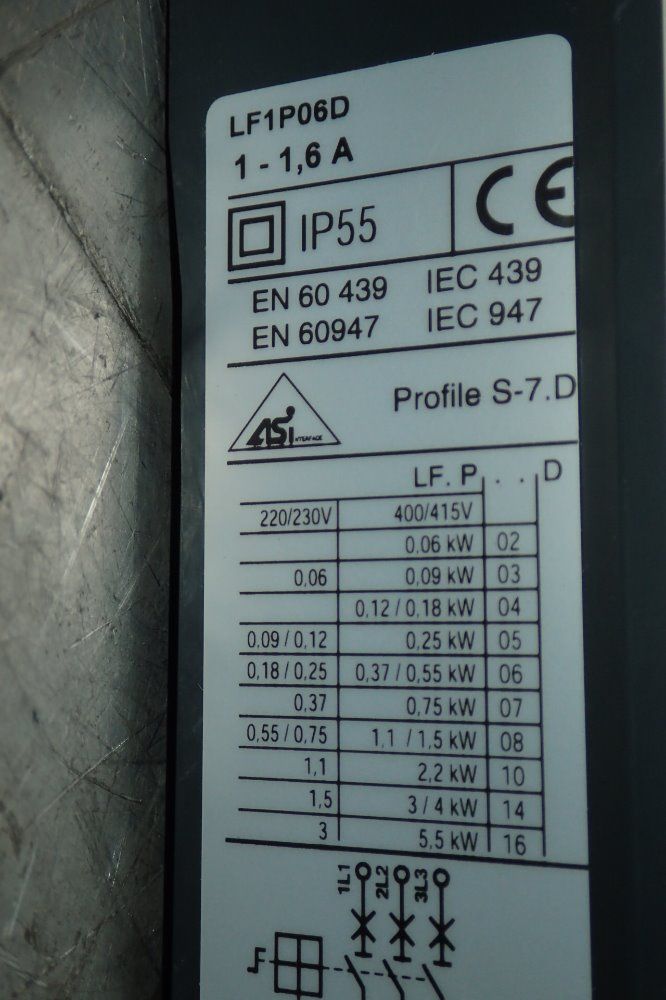 LF1P06D
1 - 1,6 A
IP55
CE
EN 60 439 IEC 439
EN 60947 IEC 947
ASI INTERFACE
Profile S-7.D
LF. P . . D
220/230V 400/415V
0,06 kW 02
0,06 0,09 kW 03
0,12 / 0,18 kW 04
0.09 / 0,12 0,25 kW 05
0,18 / 0,25 0,37 / 0,55 kW 06
0,37 0,75 kW 07
0,55 / 0,75 1,1 / 1,5 kW 08
1,1 2,2 kW 10
1,5 3 / 4 kW 14
3 5,5 kW 16
1L1 2L2 3L3